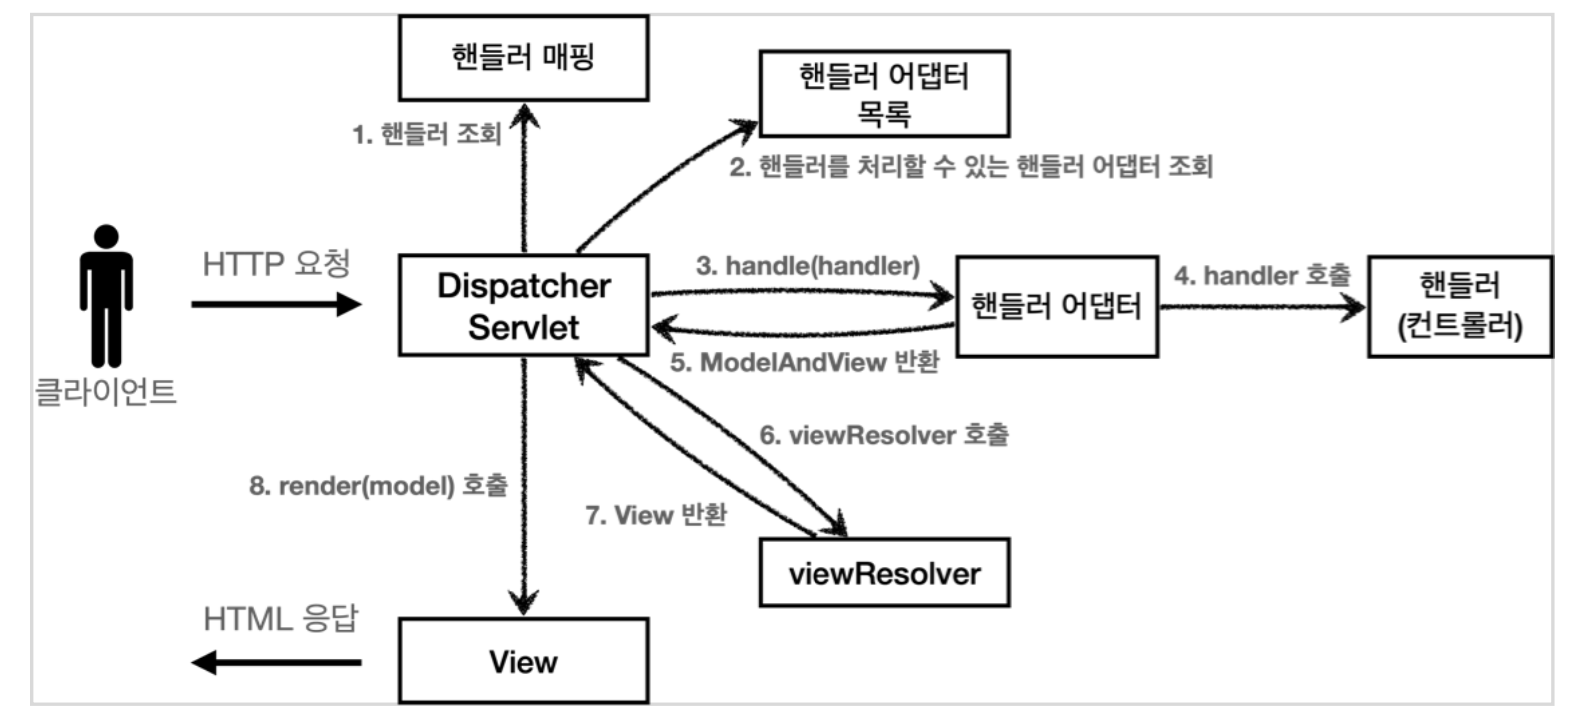 핸들러 매핑
핸들러 어댑터
목록
1. 핸들러 조회
2. 핸들러를 처리할 수 있는 핸들러 어댑터 조회
HTTP 요청
Dispatcher
Servlet
3. handle(handler)
핸들러 어댑터
4. handler 호출
핸들러
(컨트롤러)
5. ModelAndView 반환
클라이언트
6. viewResolver 호출
8. render(model) 호출
7. View 반환
viewResolver
HTML 응답
View